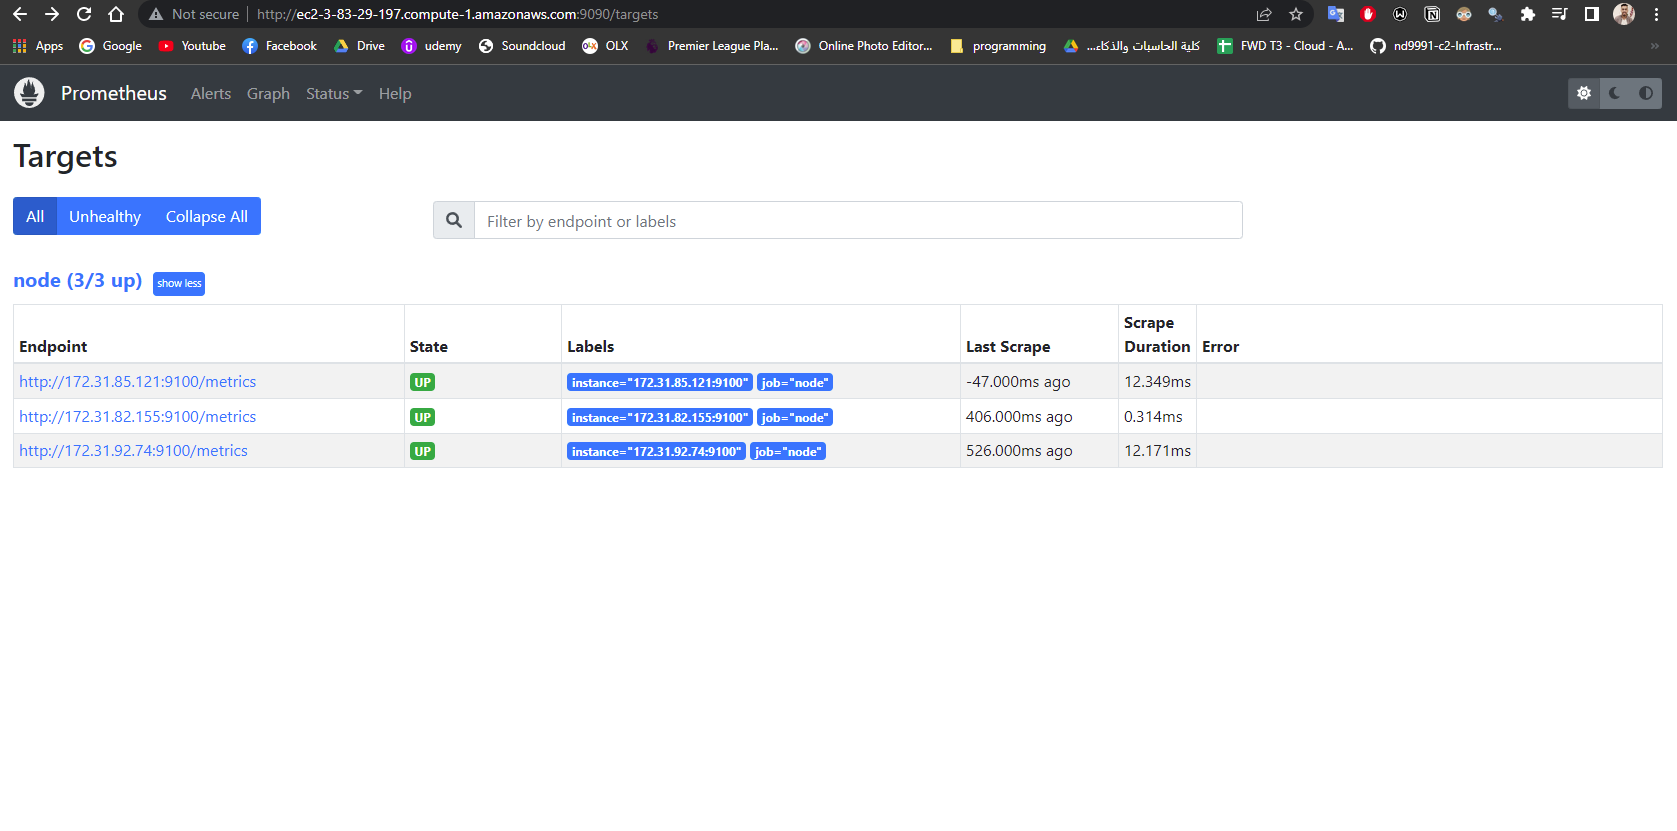 Not secure http://ec2-3-83-29-197.compute-1.amazonaws.com:9090/targets
Apps Google Youtube Facebook Drive udemy Soundcloud OLX Premier League Pla... Online Photo Editor... programming كلية الحاسبات والذكاء... FWD T3 - Cloud - A... nd9991-c2-Infrastr... »
Prometheus Alerts Graph Status Help
Targets
All Unhealthy Collapse All Filter by endpoint or labels
node (3/3 up) show less
Endpoint State Labels Last Scrape Scrape Duration Error
http://172.31.85.121:9100/metrics UP instance="172.31.85.121:9100" job="node" -47.000ms ago 12.349ms
http://172.31.82.155:9100/metrics UP instance="172.31.82.155:9100" job="node" 406.000ms ago 0.314ms
http://172.31.92.74:9100/metrics UP instance="172.31.92.74:9100" job="node" 526.000ms ago 12.171ms